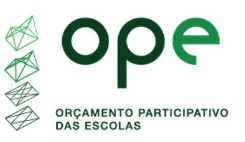 ope
ORÇAMENTO PARTICIPATIVO
DAS ESCOLAS